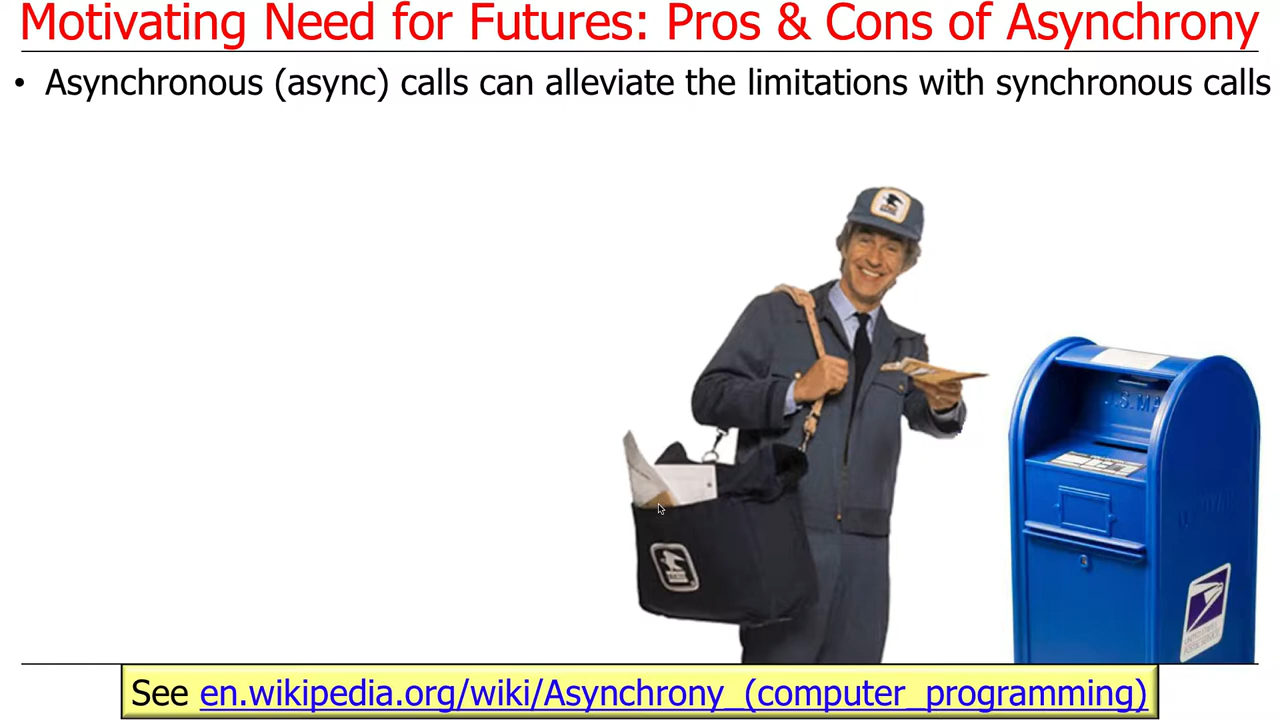 Motivating Need for Futures: Pros & Cons of Asynchrony
• Asynchronous (async) calls can alleviate the limitations with synchronous calls
U.S.MA
See en.wikipedia.org/wiki/Asynchrony_(computer_programming)